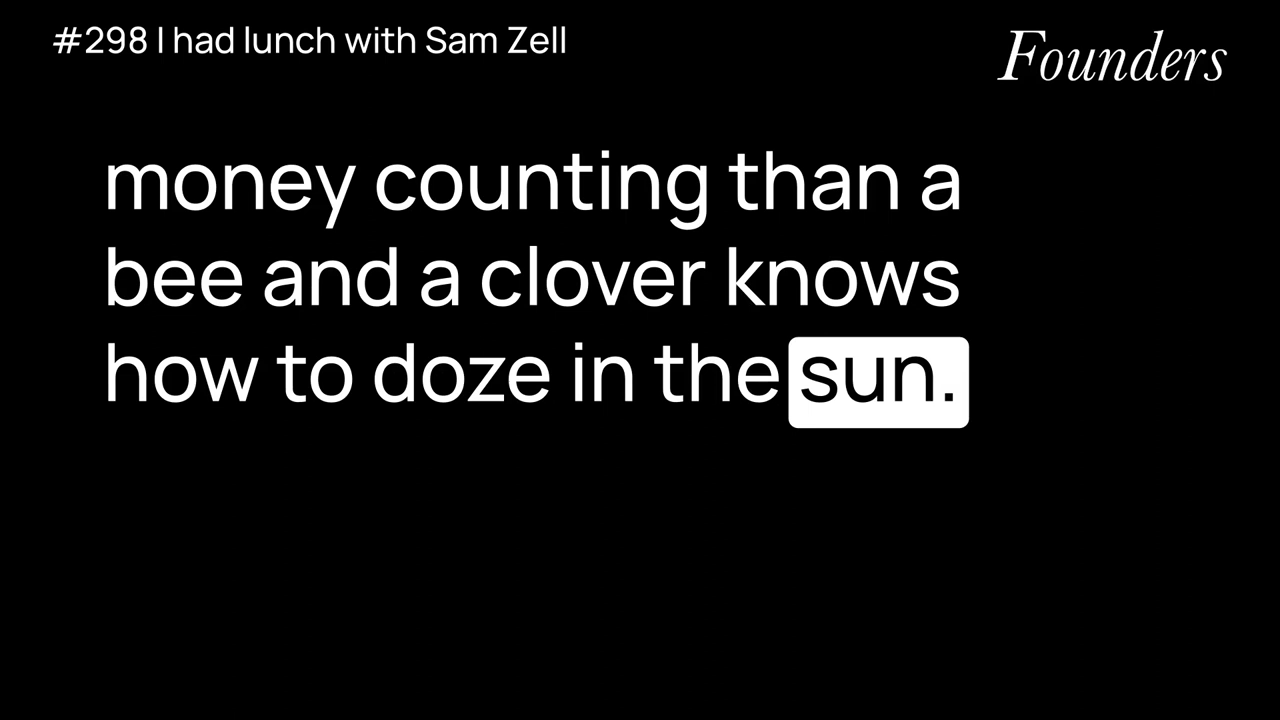 #298 I had lunch with Sam Zell
Founders
money counting than a
bee and a clover knows
how to doze in the sun.